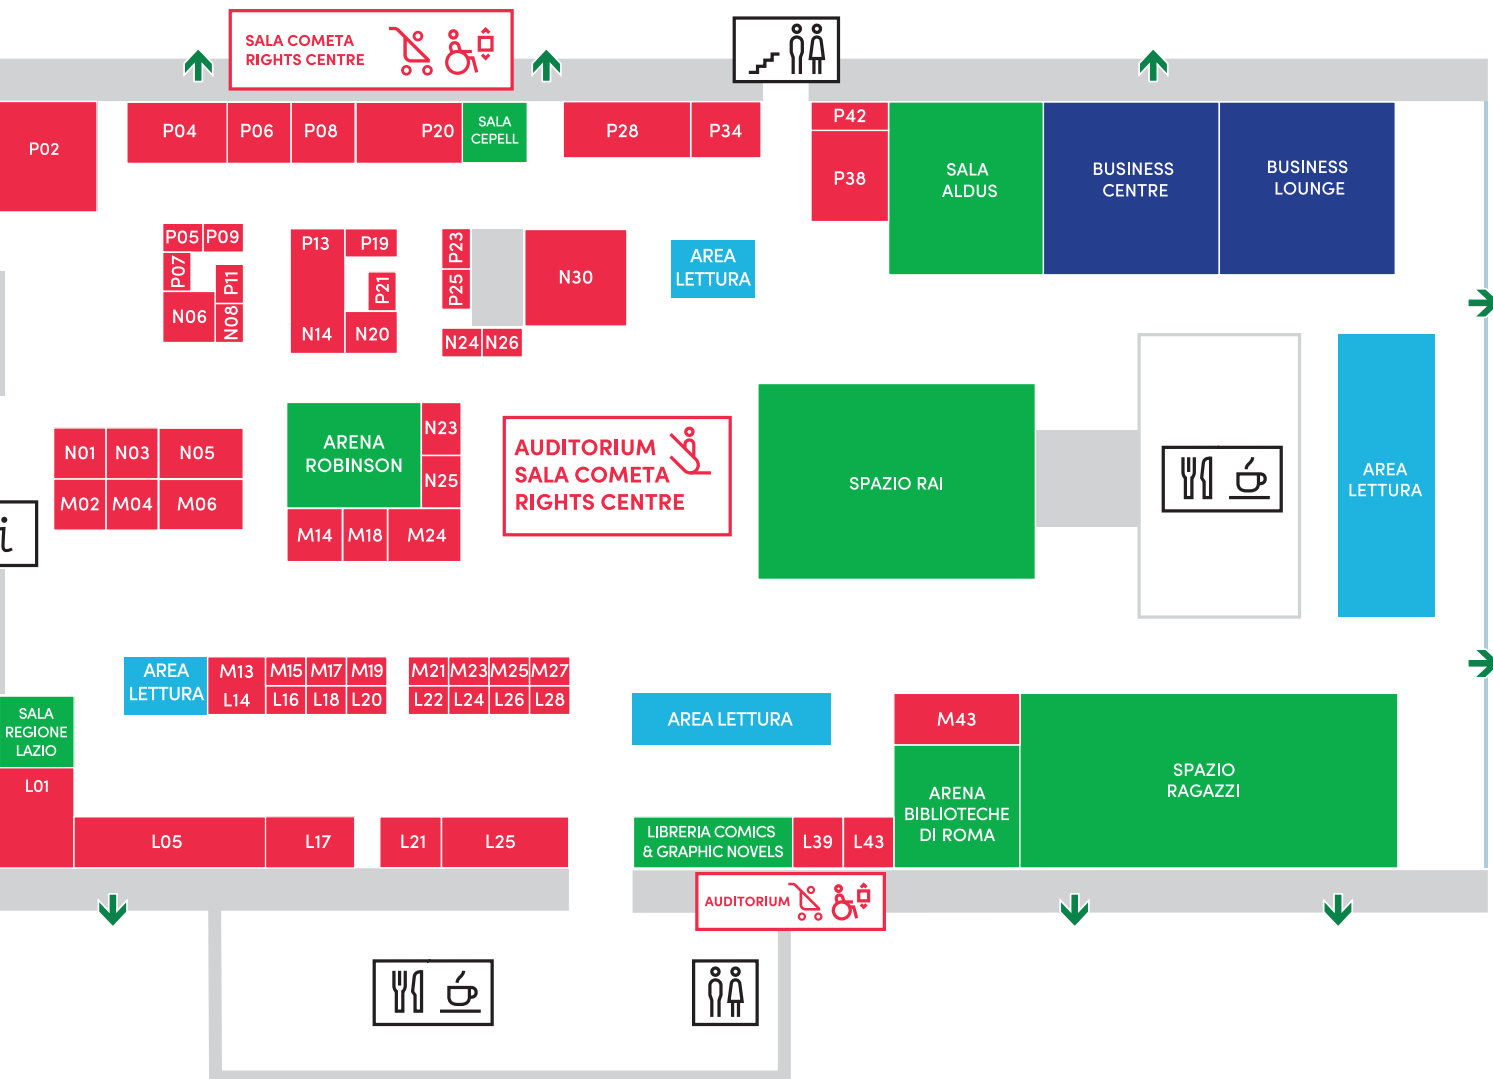 SALA COMETA
RIGHTS CENTRE
P02
P04
P06
P08
P20
SALA
CEPELL
P28
P34
P42
P38
SALA
ALDUS
BUSINESS
CENTRE
BUSINESS
LOUNGE
P05
P09
P07
P11
N06
N08
P13
P19
P21
N14
N20
P23
P25
N30
N24
N26
AREA
LETTURA
N01
N03
N05
M02
M04
M06
i
ARENA
ROBINSON
N23
N25
M14
M18
M24
AUDITORIUM
SALA COMETA
RIGHTS CENTRE
SPAZIO RAI
AREA
LETTURA
AREA
LETTURA
M13
M15
M17
M19
M21
M23
M25
M27
L14
L16
L18
L20
L22
L24
L26
L28
SALA
REGIONE
LAZIO
L01
L05
L17
L21
L25
AREA LETTURA
M43
SPAZIO
RAGAZZI
ARENA
BIBLIOTECHE
DI ROMA
LIBRERIA COMICS
& GRAPHIC NOVELS
L39
L43
AUDITORIUM